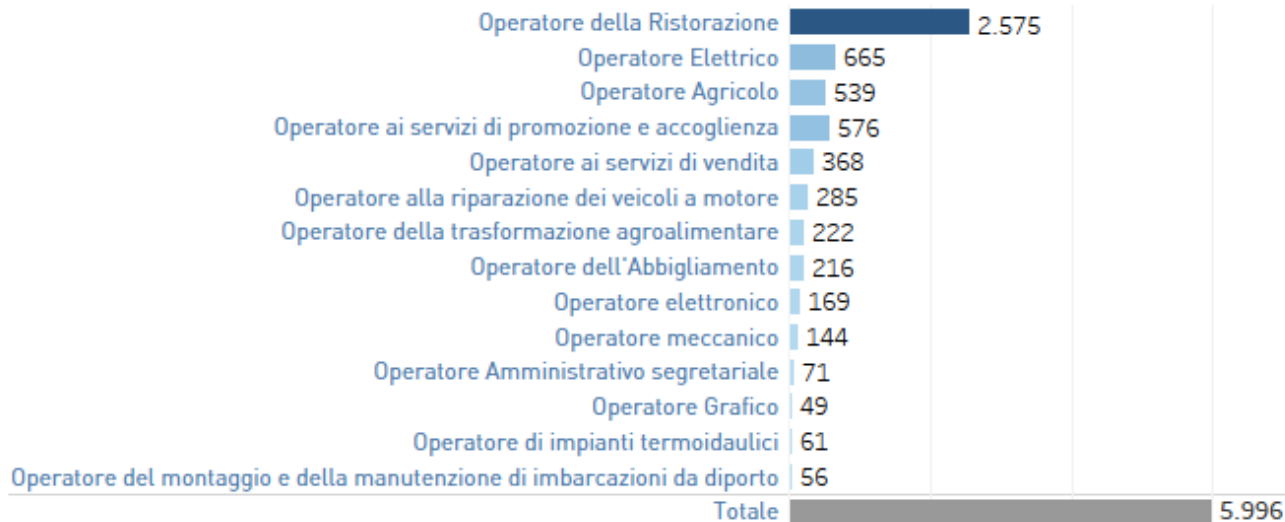 Operatore della Ristorazione 2.575
Operatore Elettrico 665
Operatore Agricolo 539
Operatore ai servizi di promozione e accoglienza 576
Operatore ai servizi di vendita 368
Operatore alla riparazione dei veicoli a motore 285
Operatore della trasformazione agroalimentare 222
Operatore dell'Abbigliamento 216
Operatore elettronico 169
Operatore meccanico 144
Operatore Amministrativo segretariale 71
Operatore Grafico 49
Operatore di impianti termoidaulici 61
Operatore del montaggio e della manutenzione di imbarcazioni da diporto 56
Totale 5.996